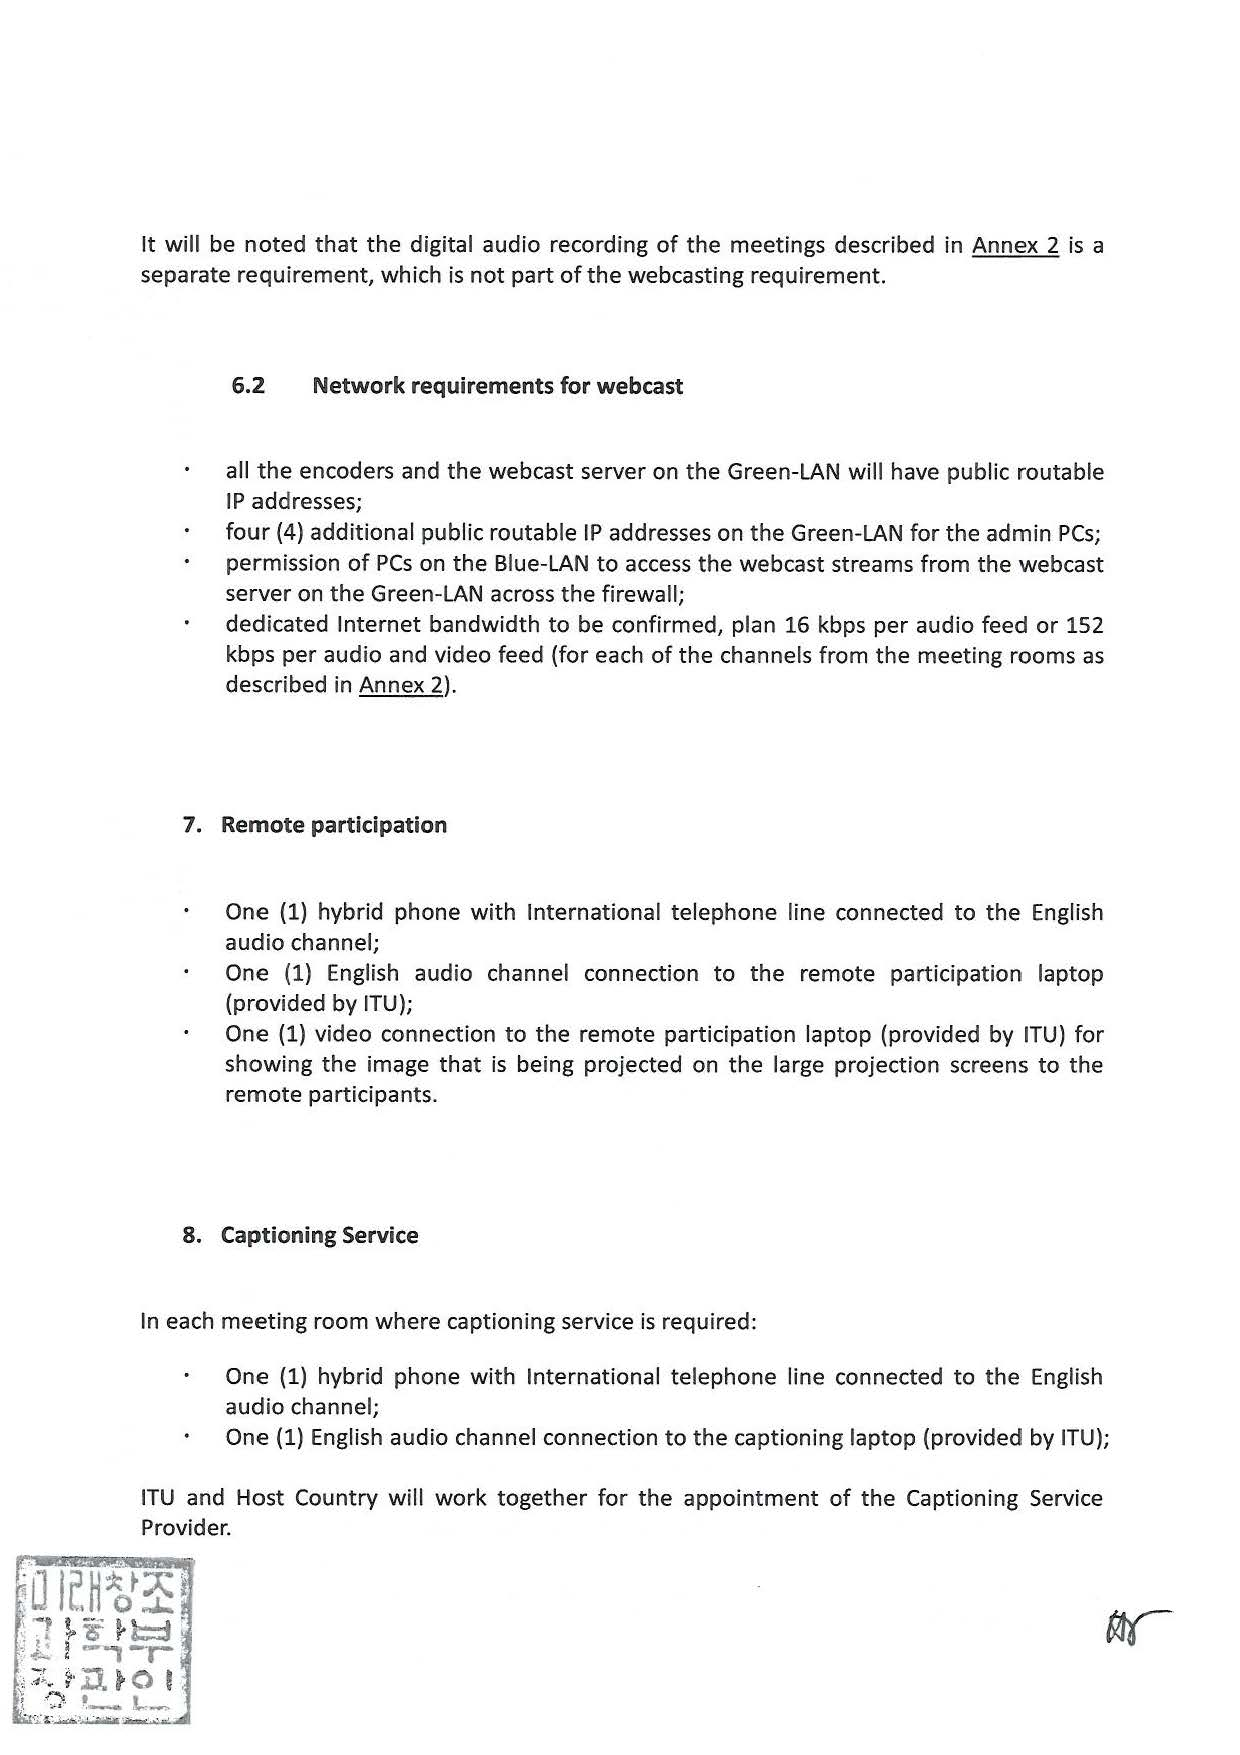 It will be noted that the digital audio recording of the meetings described in Annex 2 is a
separate requirement, which is not part of the webcasting requirement.
6.2 Network requirements for webcast
· all the encoders and the webcast server on the Green-LAN will have public routable
IP addresses;
· four (4) additional public routable IP addresses on the Green-LAN for the admin PCs;
· permission of PCs on the Blue-LAN to access the webcast streams from the webcast
server on the Green-LAN across the firewall;
· dedicated Internet bandwidth to be confirmed, plan 16 kbps per audio feed or 152
kbps per audio and video feed (for each of the channels from the meeting rooms as
described in Annex 2).
7. Remote participation
· One (1) hybrid phone with International telephone line connected to the English
audio channel;
· One (1) English audio channel connection to the remote participation laptop
(provided by ITU);
· One (1) video connection to the remote participation laptop (provided by ITU) for
showing the image that is being projected on the large projection screens to the
remote participants.
8. Captioning Service
In each meeting room where captioning service is required:
· One (1) hybrid phone with International telephone line connected to the English
audio channel;
· One (1) English audio channel connection to the captioning laptop (provided by ITU);
ITU and Host Country will work together for the appointment of the Captioning Service
Provider.
미래창조
과학부
장관인